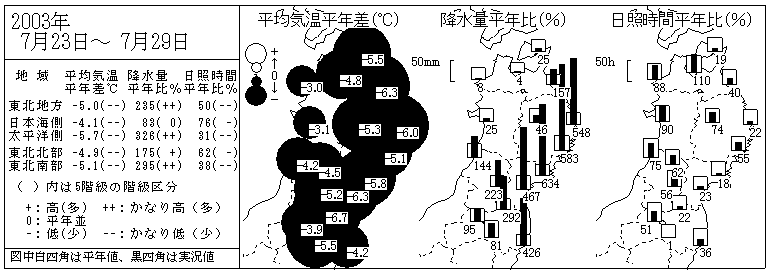 2003年
7月23日～ 7月29日
地 域 平均気温 降水量 日照時間
平年差℃ 平年比% 平年比%
東北地方 -5.0(--) 235(++) 50(--)
日本海側 -4.1(--) 83( 0) 76( -)
太平洋側 -5.7(--) 326(++) 31(--)
東北北部 -4.9(--) 175( +) 62( -)
東北南部 -5.1(--) 295(++) 38(--)
( ) 内は5階級の階級区分
+：高(多) ++：かなり高(多)
0：平年並
-：低(少) --：かなり低(少)
図中白四角は平年値、黒四角は実況値
平均気温平年差(℃)
+
↑
0
↓
-
-5.5
-4.8
-3.0
-6.3
-3.1
-5.3
-6.0
-5.1
-4.2
-4.5
-5.8
-5.2
-6.3
-6.7
-3.9
-5.5
-4.2
降水量平年比(%)
50mm
25
8
4
157
25
46
548
583
144
634
223
467
292
95
81
426
日照時間平年比(%)
50h
19
88
110
40
90
74
22
355
75
62
18
56
23
22
51
1
36